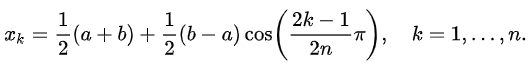 x_k = \frac{1}{2}(a + b) + \frac{1}{2}(b - a) \cos\left(\frac{2k - 1}{2n}\pi\right), \quad k = 1, \ldots, n.